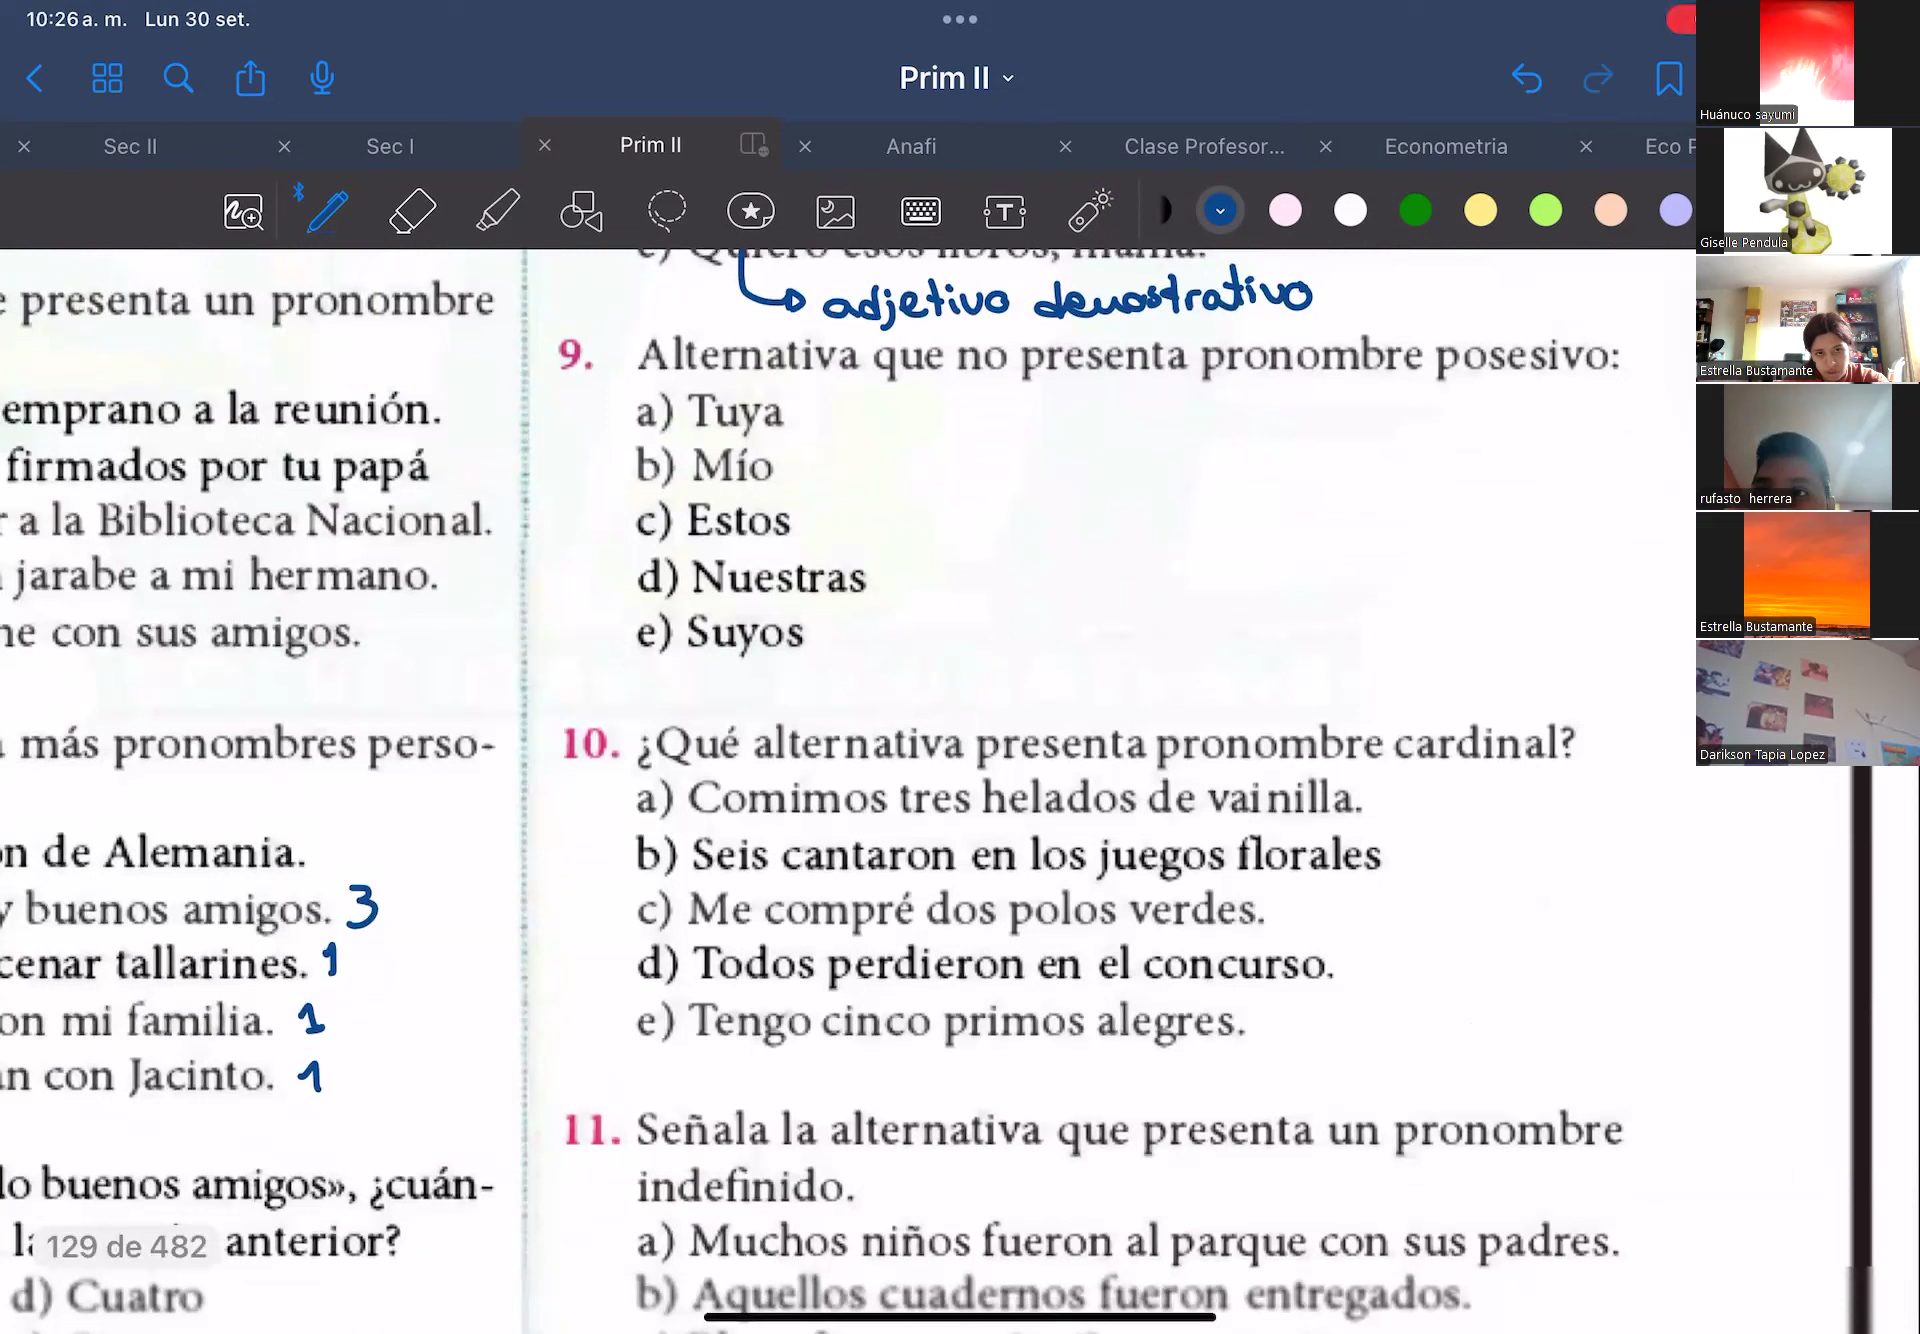 10:26 a. m. Lun 30 set.
Prim II
Sec II
Sec I
Prim II
Anafi
Clase Profesor...
Econometria
Eco
presenta un pronombre
emprano a la reunión.
firmados por tu papá
a la Biblioteca Nacional.
jarabe a mi hermano.
con sus amigos.
más pronombres perso-
de Alemania.
buenos amigos. 3
cenar tallarines. 1
on mi familia. 1
con Jacinto. 1
lo buenos amigos», ¿cuán-
anterior?
129 de 482
d) Cuatro
e) Quiero esos libros, mamá.
adjetivo demostrativo
9. Alternativa que no presenta pronombre posesivo:
a) Tuya
b) Mío
c) Estos
d) Nuestras
e) Suyos
10. ¿Qué alternativa presenta pronombre cardinal?
a) Comimos tres helados de vainilla.
b) Seis cantaron en los juegos florales
c) Me compré dos polos verdes.
d) Todos perdieron en el concurso.
e) Tengo cinco primos alegres.
11. Señala la alternativa que presenta un pronombre
indefinido.
a) Muchos niños fueron al parque con sus padres.
b) Aquellos cuadernos fueron entregados.
Huánuco sayumi
Giselle Pendula
Estrella Bustamante
rufasto herrera
Estrella Bustamante
Darikson Tapia Lopez